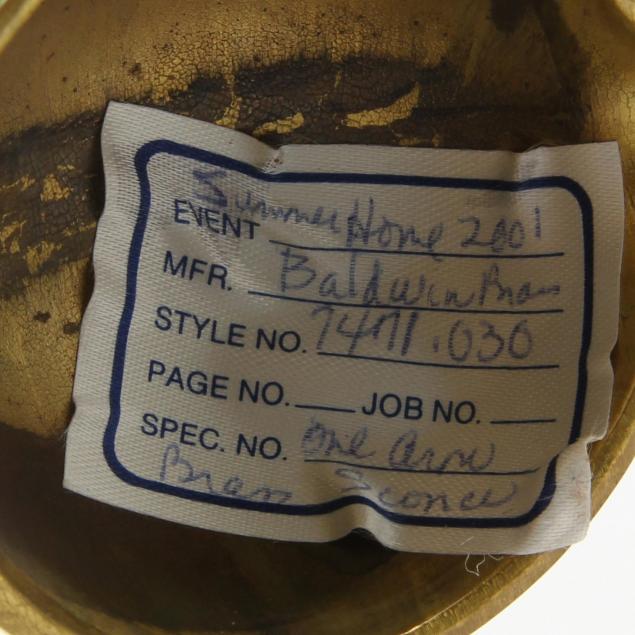 EVENT Summer Home 2001
MFR. Baldwin Brass
STYLE NO. 7471.030
PAGE NO. JOB NO.
SPEC. NO. One Arm
Brass Sconce